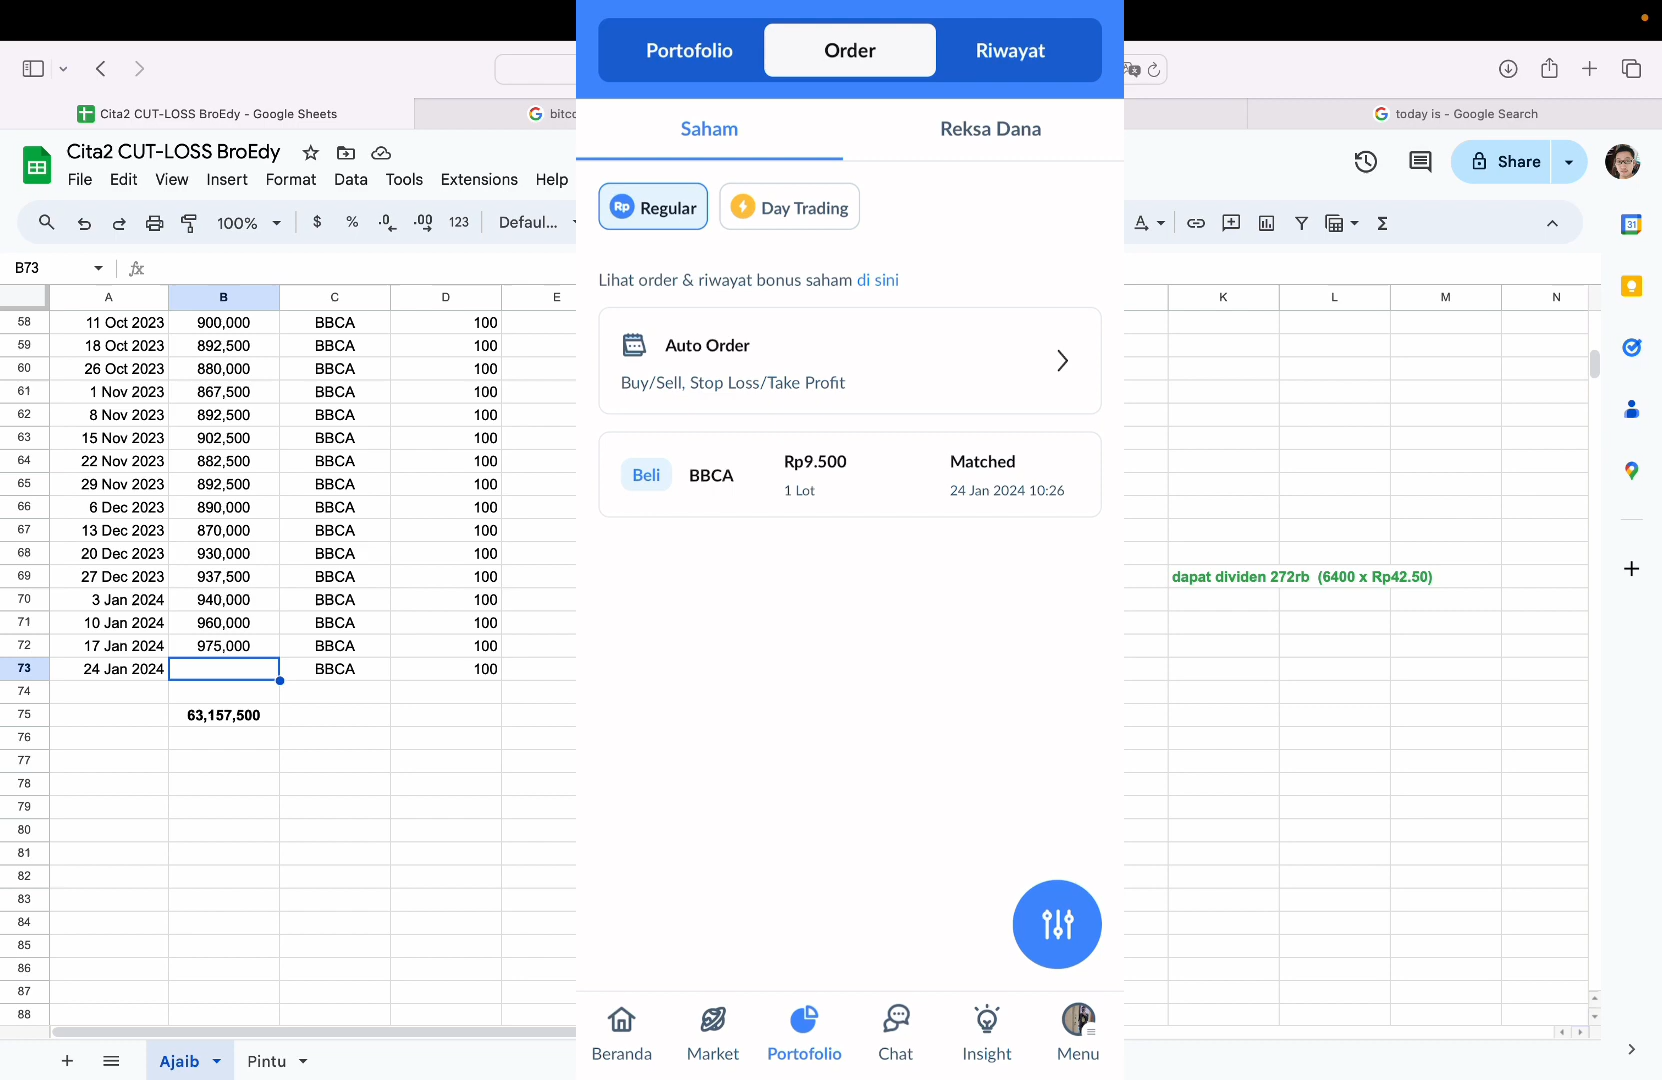 Portofolio
Order
Riwayat
Cita2 CUT-LOSS BroEdy - Google Sheets
today is - Google Search
Saham
Reksa Dana
Cita2 CUT-LOSS BroEdy
Share
File Edit View Insert Format Data Tools Extensions Help
Rp Regular
Day Trading
100% $ % .0 .00 123 Defaul...
31
B73
Lihat order & riwayat bonus saham di sini
A B C D E K L M N
58 11 Oct 2023 900,000 BBCA 100
59 18 Oct 2023 892,500 BBCA 100
60 26 Oct 2023 880,000 BBCA 100
61 1 Nov 2023 867,500 BBCA 100
62 8 Nov 2023 892,500 BBCA 100
63 15 Nov 2023 902,500 BBCA 100
64 22 Nov 2023 882,500 BBCA 100
65 29 Nov 2023 892,500 BBCA 100
66 6 Dec 2023 890,000 BBCA 100
67 13 Dec 2023 870,000 BBCA 100
68 20 Dec 2023 930,000 BBCA 100
69 27 Dec 2023 937,500 BBCA 100
70 3 Jan 2024 940,000 BBCA 100
71 10 Jan 2024 960,000 BBCA 100
72 17 Jan 2024 975,000 BBCA 100
73 24 Jan 2024 BBCA 100
74
75 63,157,500
76
77
78
79
80
81
82
83
84
85
86
87
88
Auto Order
Buy/Sell, Stop Loss/Take Profit
Beli BBCA Rp9.500 Matched
1 Lot 24 Jan 2024 10:26
dapat dividen 272rb (6400 x Rp42.50)
Beranda
Market
Portofolio
Chat
Insight
Menu
Ajaib
Pintu